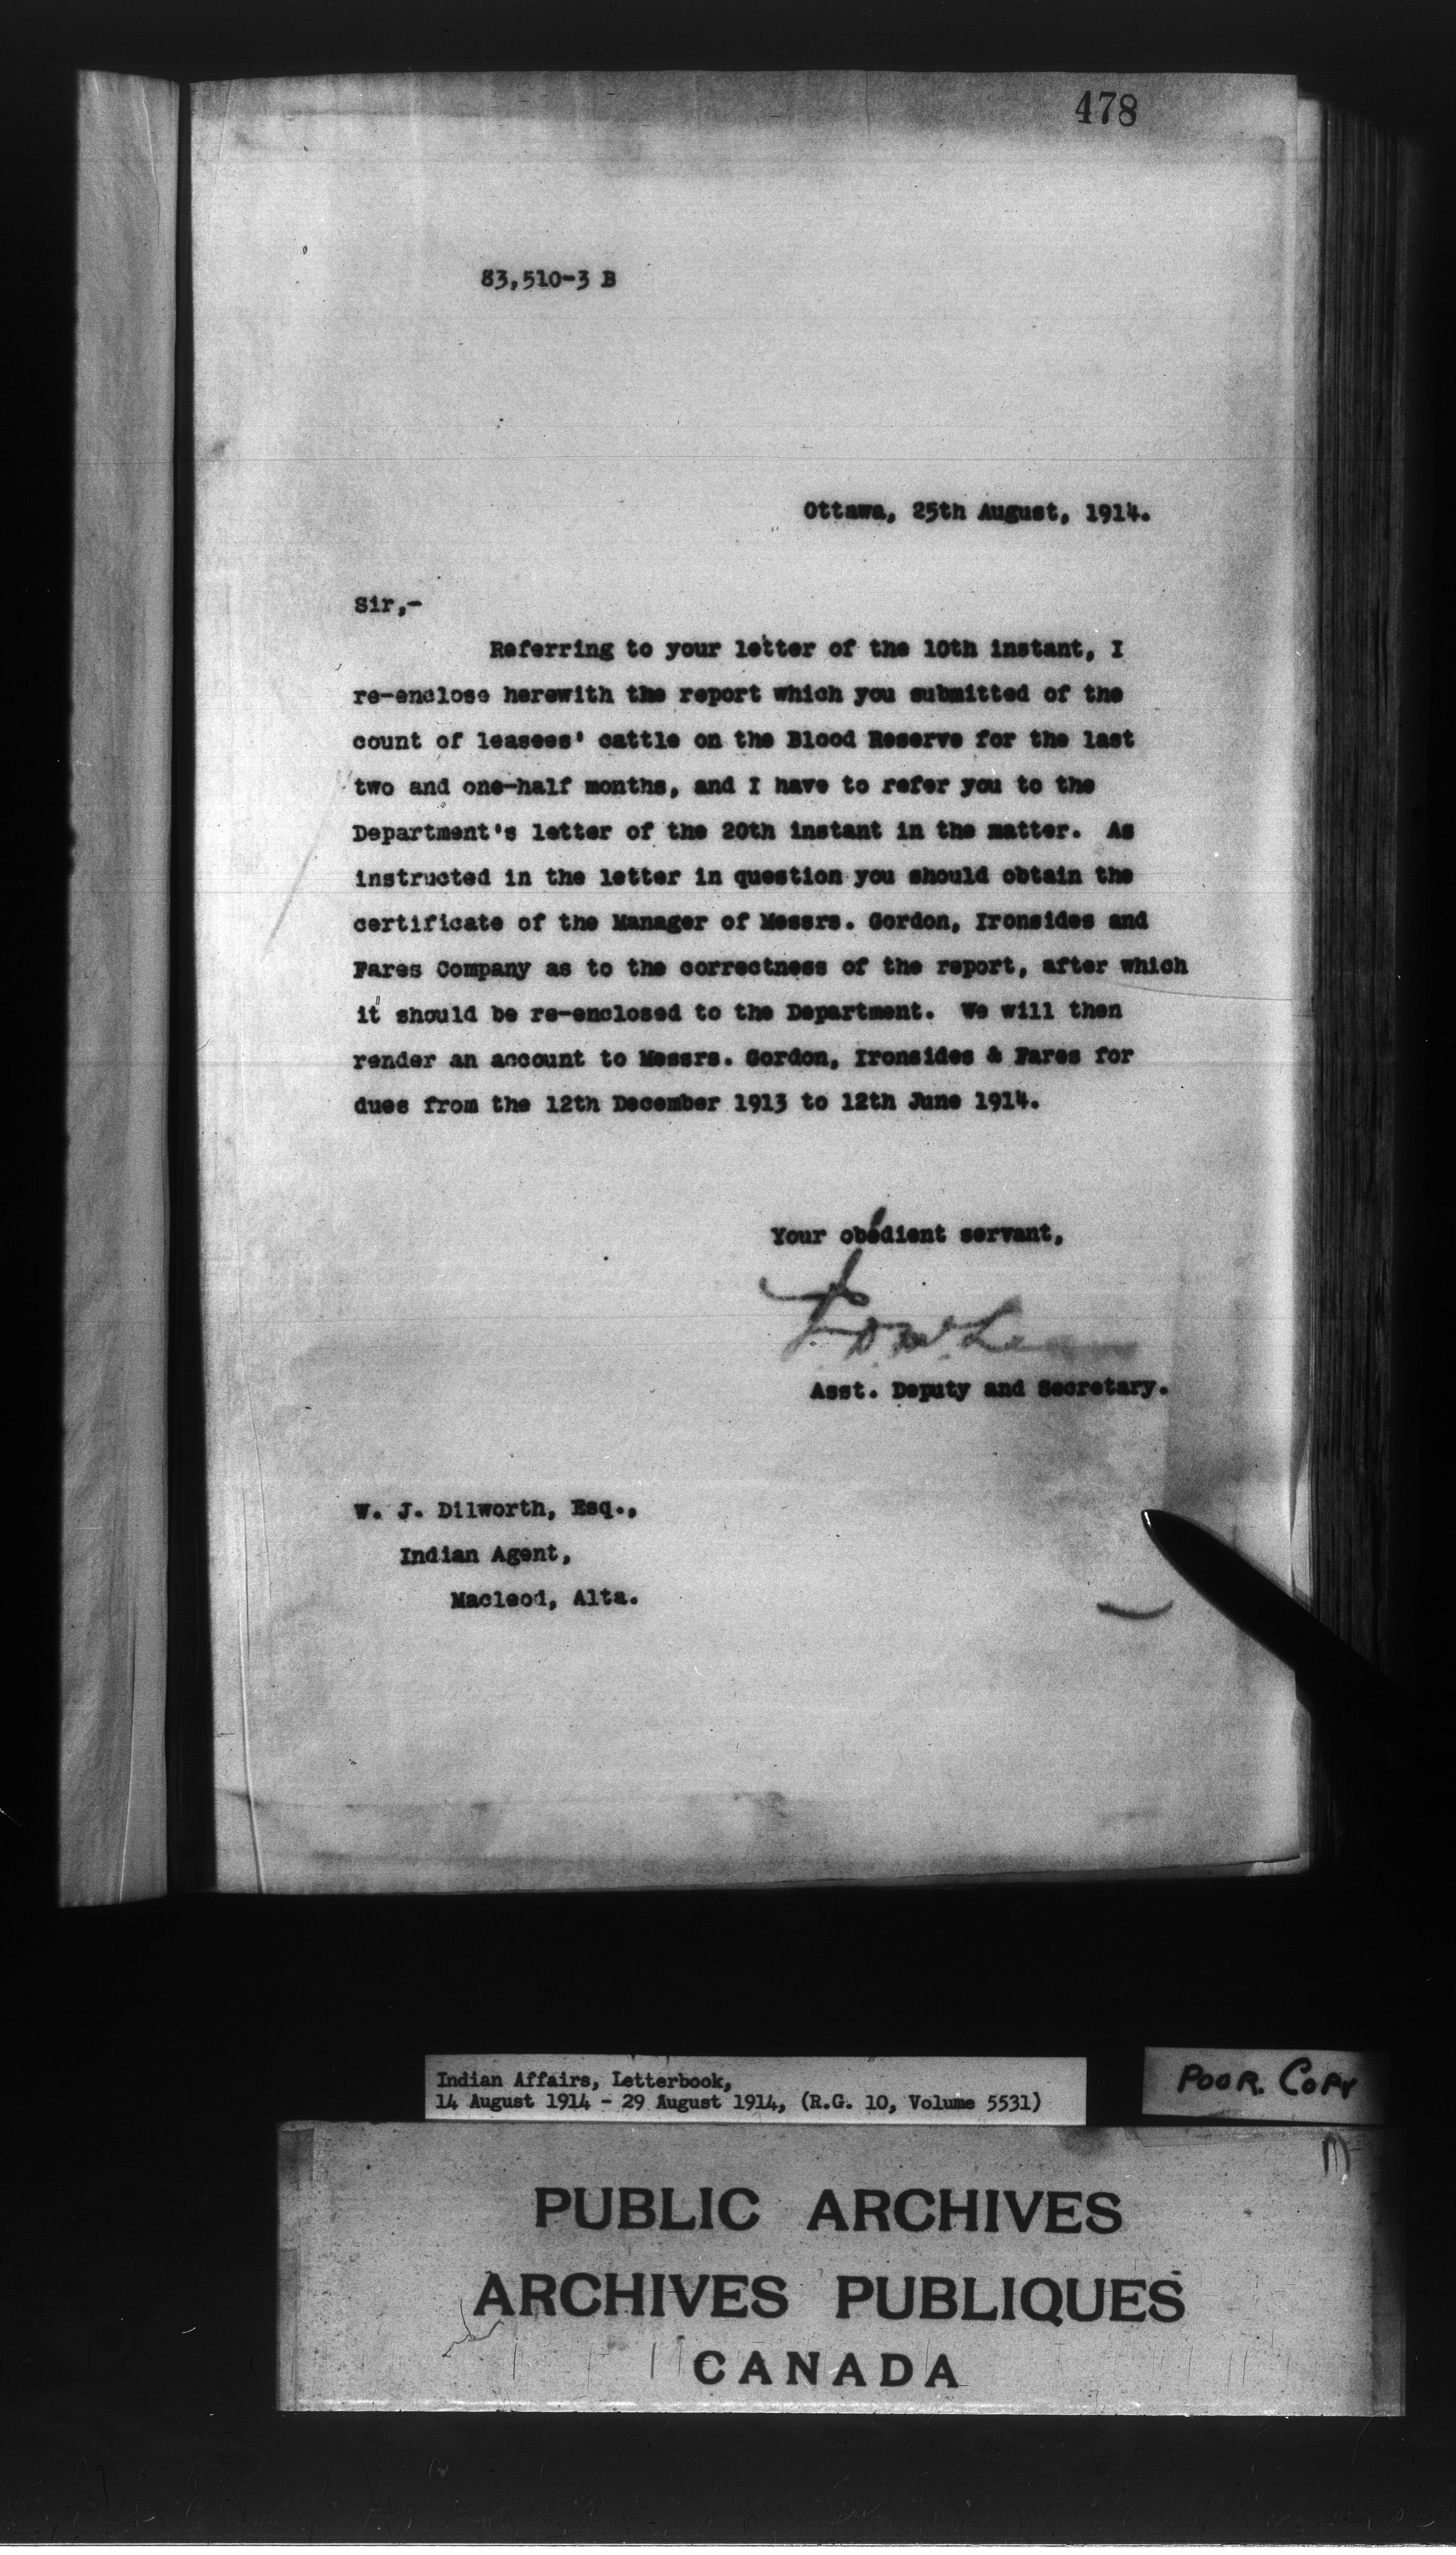 478
83,510-3 B
Ottawa, 25th August, 1914.
Sir,-
Referring to your letter of the 10th instant, I
re-enclose herewith the report which you submitted of the
count of leasees' cattle on the Blood Reserve for the last
two and one-half months, and I have to refer you to the
Department's letter of the 20th instant in the matter. As
instructed in the letter in question you should obtain the
certificate of the Manager of Messrs. Gordon, Ironsides and
Fares Company as to the correctness of the report, after which
it should be re-enclosed to the Department. We will then
render an account to Messrs. Gordon, Ironsides & Fares for
dues from the 12th December 1913 to 12th June 1914.
Your obedient servant,
Asst. Deputy and Secretary.
W. J. Dilworth, Esq.,
Indian Agent,
Macleod, Alta.
Indian Affairs, Letterbook,
14 August 1914 - 29 August 1914, (R.G. 10, Volume 5531)
POOR. COPY
PUBLIC ARCHIVES
ARCHIVES PUBLIQUES
CANADA